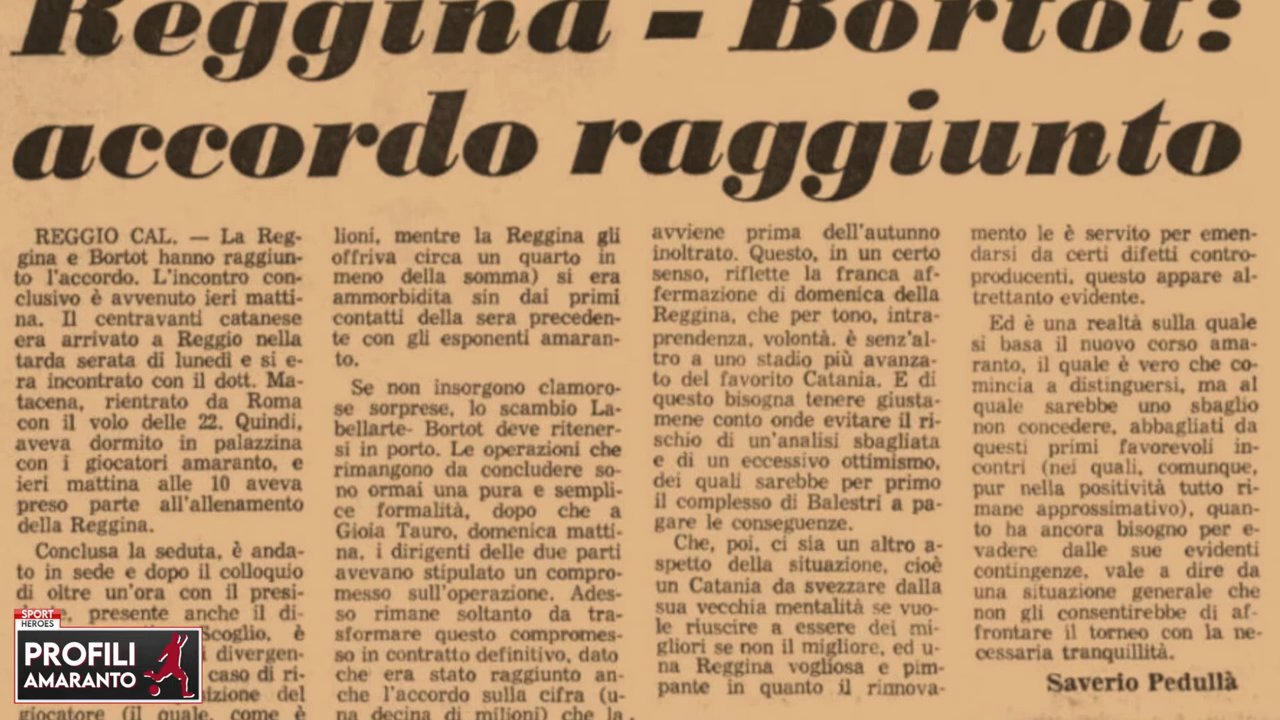 Reggina - Bortot:
accordo raggiunto
REGGIO CAL. — La Reg-
gina e Bortot hanno raggiun-
to l'accordo. L'incontro con-
clusivo è avvenuto ieri matti-
na. Il centravanti catanese
era arrivato a Reggio nella
tarda serata di lunedì e si e-
ra incontrato con il dott. Ma-
tacena, rientrato da Roma
con il volo delle 22. Quindi,
aveva dormito in palazzina
con i giocatori amaranto, e
ieri mattina alle 10 aveva
preso parte all'allenamento
della Reggina.
Conclusa la seduta, è anda-
to in sede e dopo il colloquio
di oltre un'ora con il presi-
presente anche il di-
Scoglio, è
divergen-
caso di ri-
nizione del
giocatore (il quale, come è
lioni, mentre la Reggina gli
offriva circa un quarto in
meno della somma) si era
ammorbidita sin dai primi
contatti della sera preceden-
te con gli esponenti amaran-
to.
Se non insorgono clamoro-
se sorprese, lo scambio La-
bellarte- Bortot deve ritener-
si in porto. Le operazioni che
rimangono da concludere so-
no ormai una pura e sempli-
ce formalità, dopo che a
Gioia Tauro, domenica matti-
na, i dirigenti delle due parti
avevano stipulato un compro-
messo sull'operazione. Ades-
so rimane soltanto da tra-
sformare questo compromes-
so in contratto definitivo, dato
che era stato raggiunto an-
che l'accordo sulla cifra (u-
na decina di milioni) che la
avviene prima dell'autunno
inoltrato. Questo, in un certo
senso, riflette la franca af-
fermazione di domenica della
Reggina, che per tono, intra-
prendenza, volontà. è senz'al-
tro a uno stadio più avanza-
to del favorito Catania. E di
questo bisogna tenere giusta-
mene conto onde evitare il ri-
schio di un'analisi sbagliata
e di un eccessivo ottimismo,
dei quali sarebbe per primo
il complesso di Balestri a pa-
gare le conseguenze.
Che, poi, ci sia un altro a-
spetto della situazione, cioè
un Catania da svezzare dalla
sua vecchia mentalità se vuo-
le riuscire a essere dei mi-
gliori se non il migliore, ed u-
na Reggina vogliosa e pim-
pante in quanto il rinnova-
mento le è servito per emen-
darsi da certi difetti contro-
producenti, questo appare al-
trettanto evidente.
Ed è una realtà sulla quale
si basa il nuovo corso ama-
ranto, il quale è vero che co-
mincia a distinguersi, ma al
quale sarebbe uno sbaglio
non concedere, abbagliati da
questi primi favorevoli in-
contri (nei quali, comunque,
pur nella positività tutto ri-
mane approssimativo), quan-
to ha ancora bisogno per e-
vadere dalle sue evidenti
contingenze, vale a dire da
una situazione generale che
non gli consentirebbe di af-
frontare il torneo con la ne-
cessaria tranquillità.
Saverio Pedullà
SPORT
HEROES
PROFILI
AMARANTO